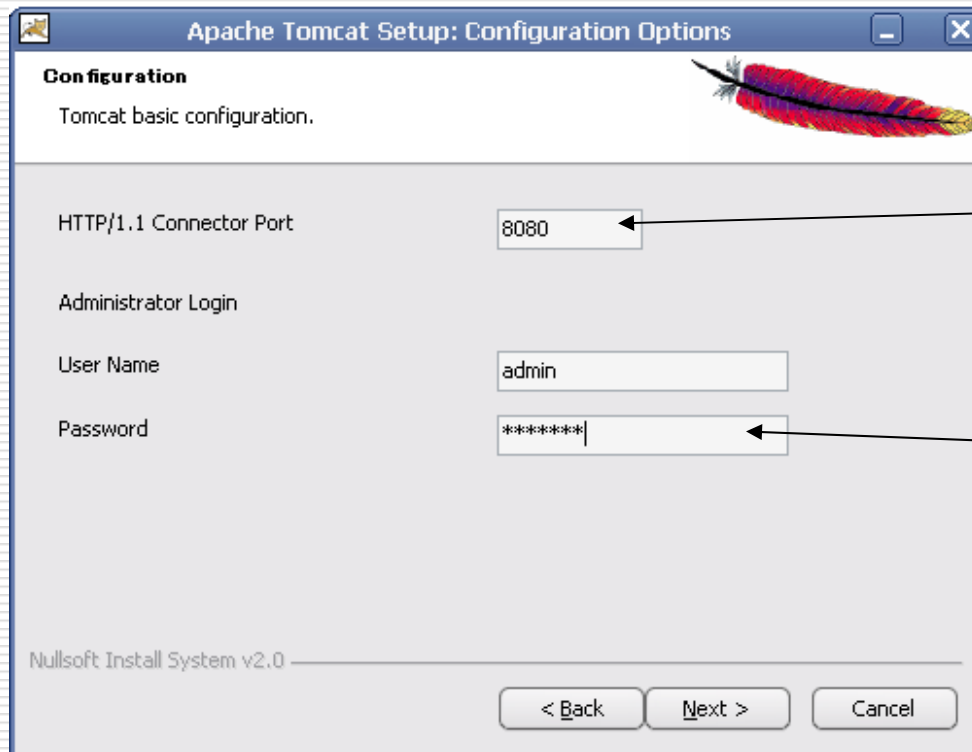 Apache Tomcat Setup: Configuration Options
Configuration
Tomcat basic configuration.
HTTP/1.1 Connector Port
8080
Administrator Login
User Name
admin
Password
*******
Nullsoft Install System v2.0
< Back
Next >
Cancel